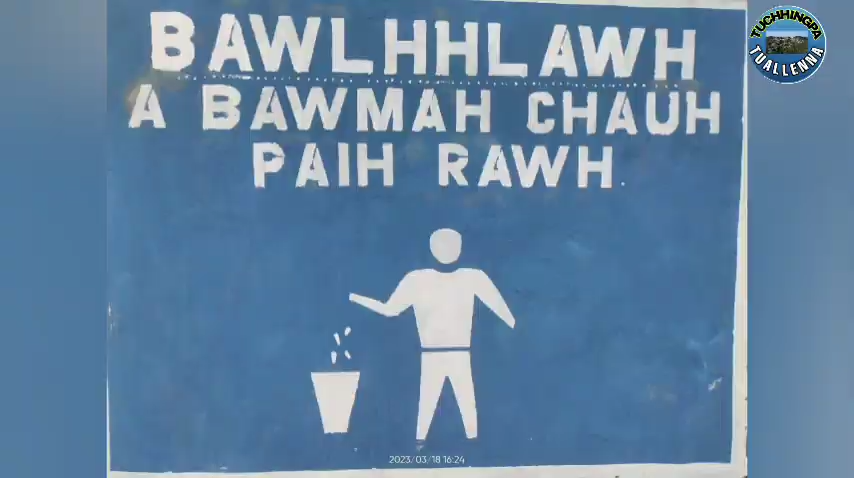 BAWLHHLAWH
A BAWMAH CHAUH
PAIH RAWH.
TUCHHINGPA
TUALLENNA
2023/03/18 16:24